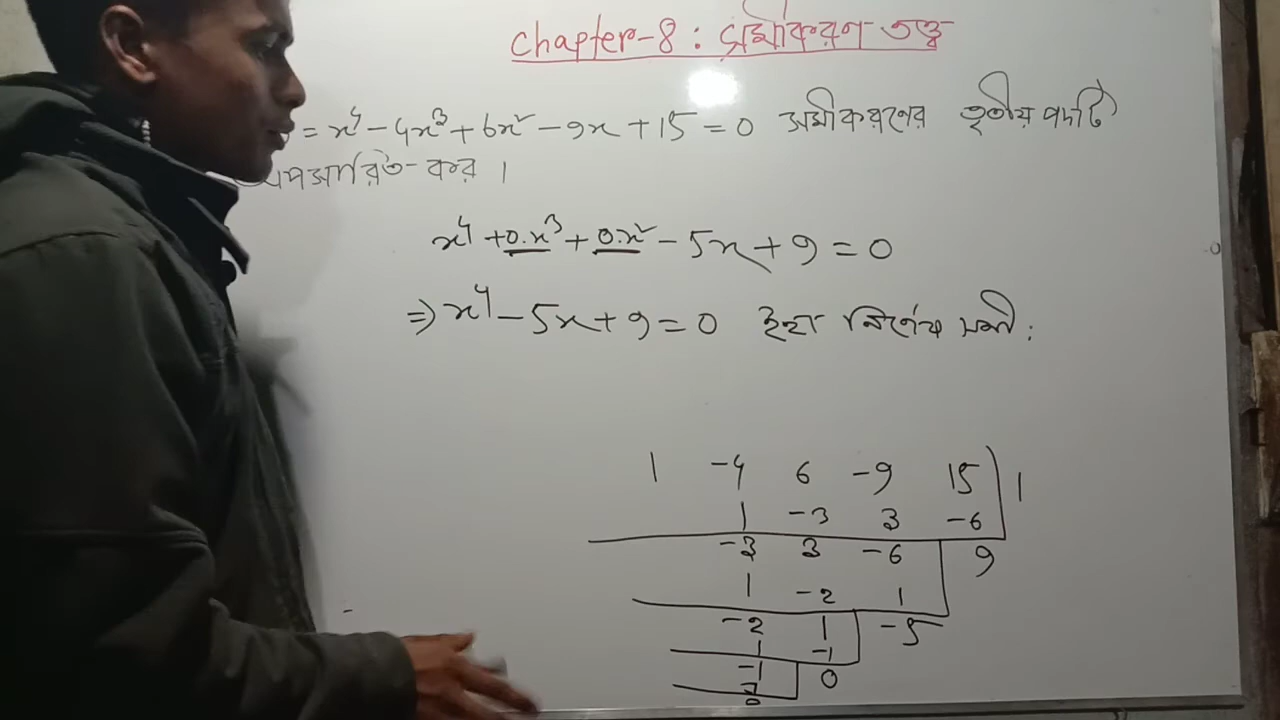 chapter-8: সমীকরণ তত্ত্ব
= x⁴ - 4x³ + 6x² - 9x + 15 = 0 সমীকরণের তৃতীয় পদটি
অপসারিত কর।
x⁴ + 0.x³ + 0.x² - 5x + 9 = 0
⇒ x⁴ - 5x + 9 = 0 ইহা নির্ণেয় সমী:
1 -4 6 -9 15 | 1
1 -3 3 -6
-3 3 -6 9
1 -2 1
-2 1 -5
1 -1
-1 0
1
0